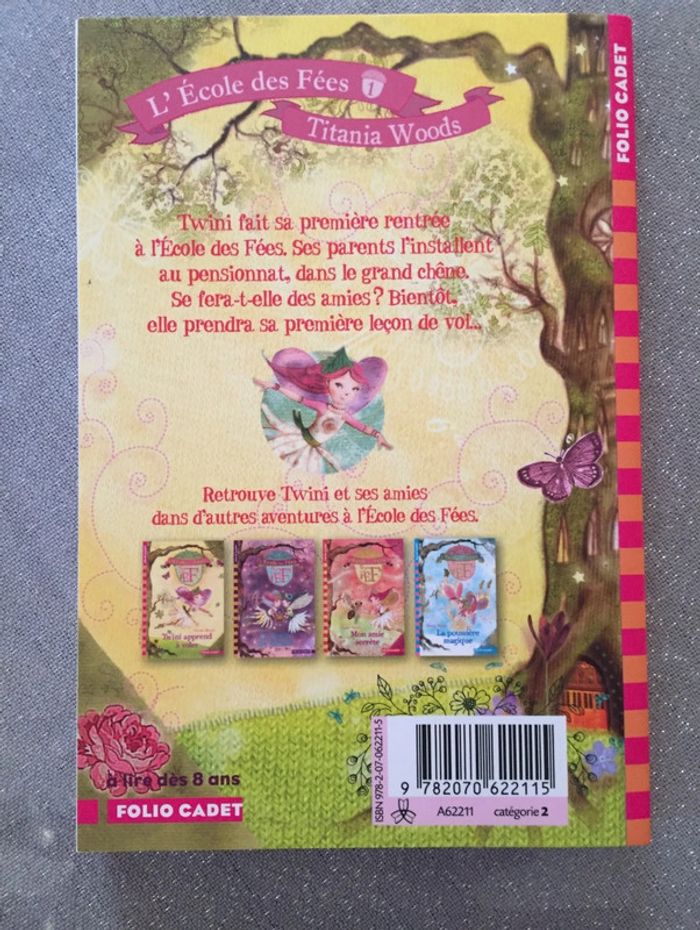 L'École des Fées 1
Titania Woods
FOLIO CADET
Twini fait sa première rentrée
à l'École des Fées. Ses parents l'installent
au pensionnat, dans le grand chêne.
Se fera-t-elle des amies ? Bientôt,
elle prendra sa première leçon de vol...
Retrouve Twini et ses amies
dans d'autres aventures à l'École des Fées.
Twini apprend
à voler
Mon amie
secrète
La poussière
magique
à lire dès 8 ans
FOLIO CADET
ISBN 978-2-07-062211-5
9 782070 622115
A62211 catégorie 2